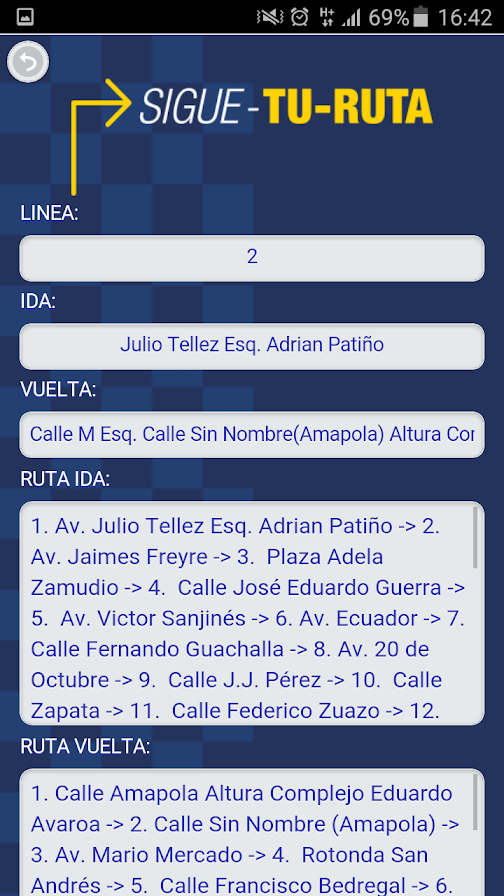 H+
69%
16:42
SIGUE-TU-RUTA
LINEA:
2
IDA:
Julio Tellez Esq. Adrian Patiño
VUELTA:
Calle M Esq. Calle Sin Nombre(Amapola) Altura Cor
RUTA IDA:
1. Av. Julio Tellez Esq. Adrian Patiño -> 2.
Av. Jaimes Freyre -> 3. Plaza Adela
Zamudio -> 4. Calle José Eduardo Guerra ->
5. Av. Victor Sanjinés -> 6. Av. Ecuador -> 7.
Calle Fernando Guachalla -> 8. Av. 20 de
Octubre -> 9. Calle J.J. Pérez -> 10. Calle
Zapata -> 11. Calle Federico Zuazo -> 12.
RUTA VUELTA:
1. Calle Amapola Altura Complejo Eduardo
Avaroa -> 2. Calle Sin Nombre (Amapola) ->
3. Av. Mario Mercado -> 4. Rotonda San
Andrés -> 5. Calle Francisco Bedregal -> 6.